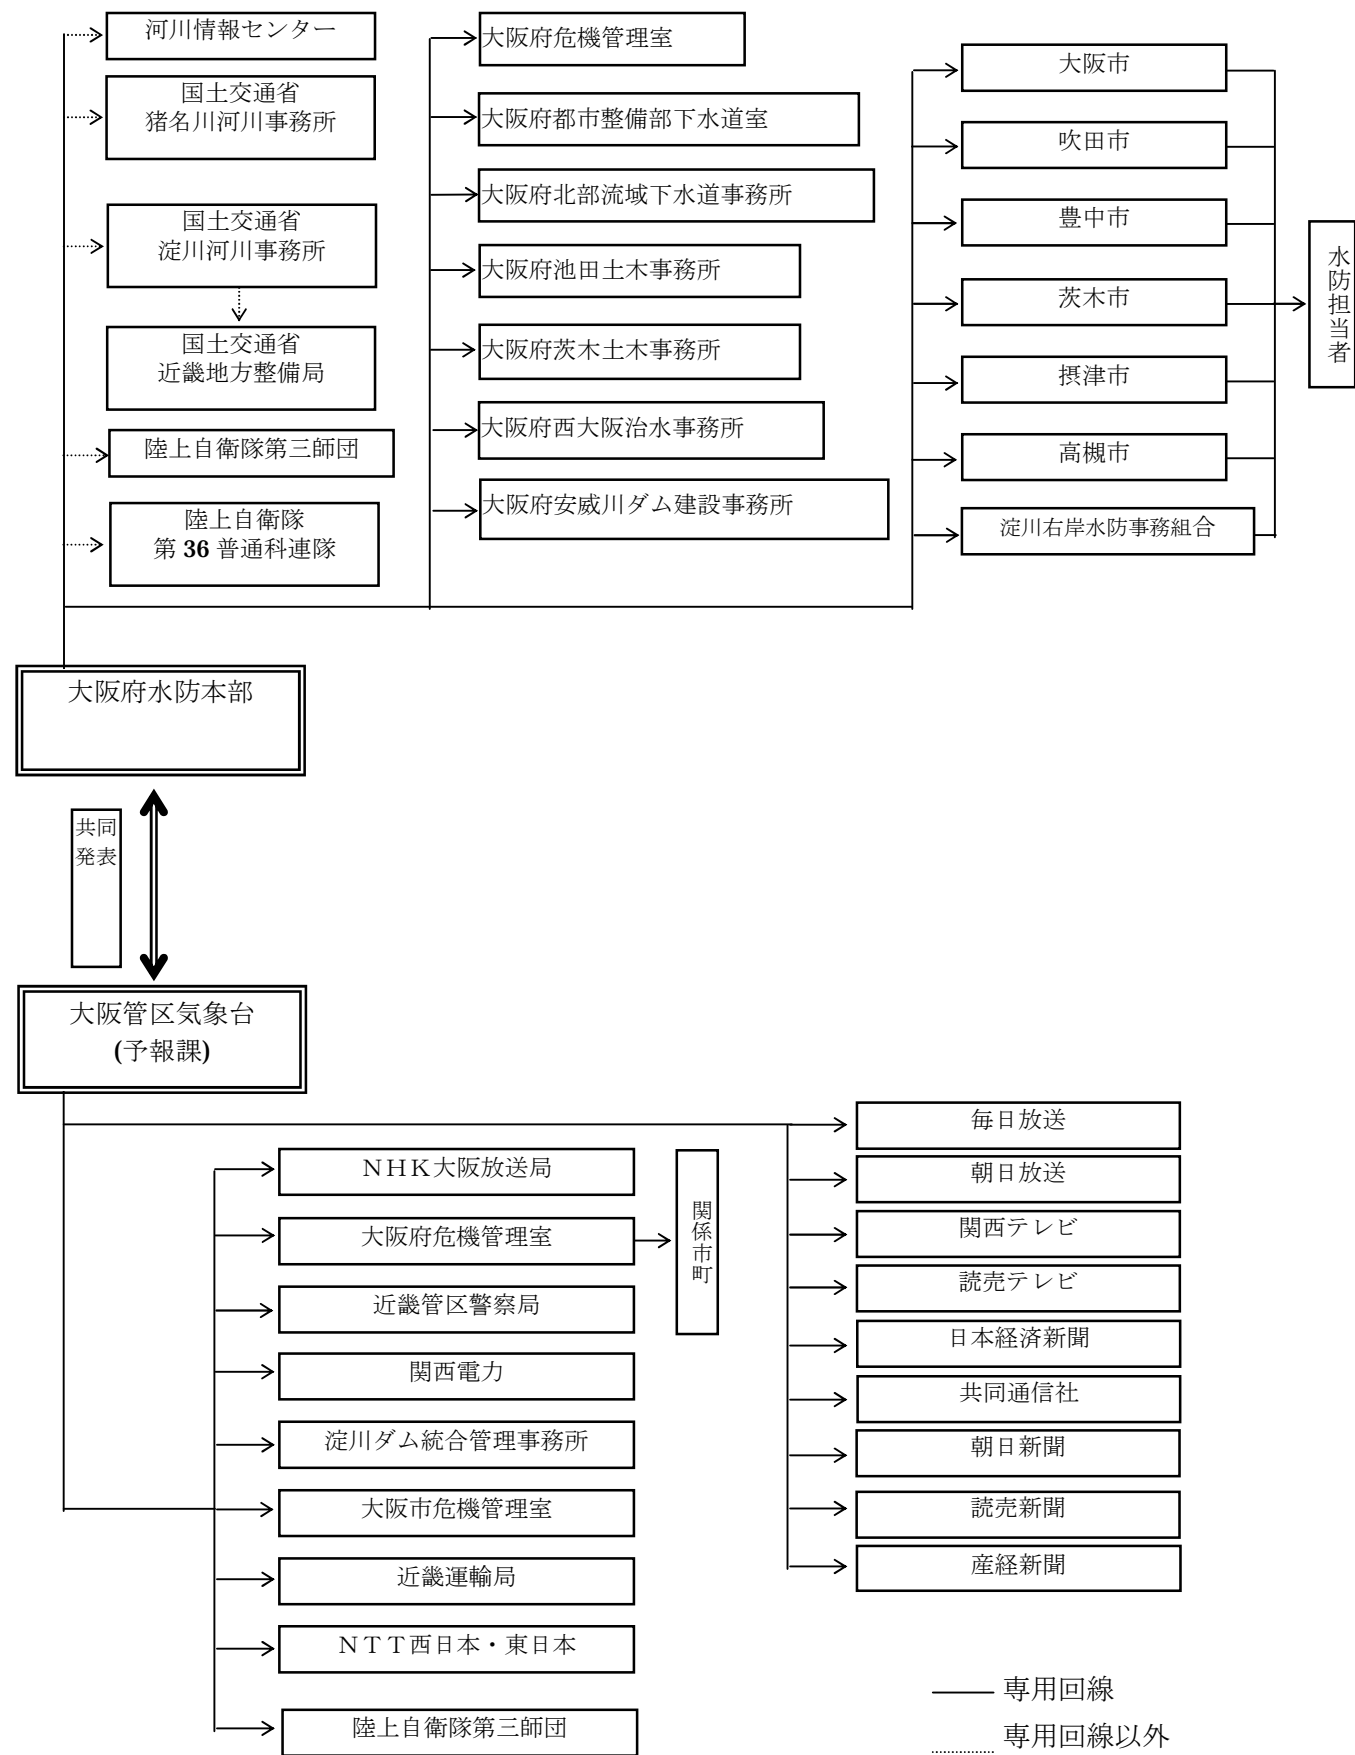 河川情報センター
国土交通省
猪名川河川事務所
国土交通省
淀川河川事務所
国土交通省
近畿地方整備局
陸上自衛隊第三師団
陸上自衛隊
第 36 普通科連隊
大阪府危機管理室
大阪府都市整備部下水道室
大阪府北部流域下水道事務所
大阪府池田土木事務所
大阪府茨木土木事務所
大阪府西大阪治水事務所
大阪府安威川ダム建設事務所
大阪市
吹田市
豊中市
茨木市
摂津市
高槻市
淀川右岸水防事務組合
水防担当者
大阪府水防本部
共同
発表
大阪管区気象台
(予報課)
NHK大阪放送局
大阪府危機管理室
近畿管区警察局
関西電力
淀川ダム統合管理事務所
大阪市危機管理室
近畿運輸局
NTT西日本・東日本
陸上自衛隊第三師団
関係市町
毎日放送
朝日放送
関西テレビ
読売テレビ
日本経済新聞
共同通信社
朝日新聞
読売新聞
産経新聞
専用回線
専用回線以外